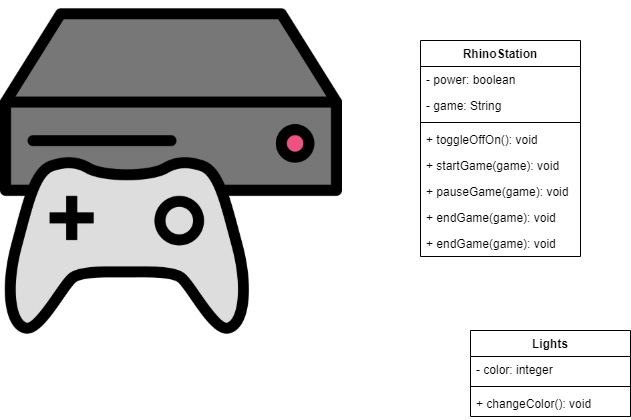 RhinoStation
- power: boolean
- game: String
+ toggleOffOn(): void
+ startGame(game): void
+ pauseGame(game): void
+ endGame(game): void
+ endGame(game): void
Lights
- color: integer
+ changeColor(): void